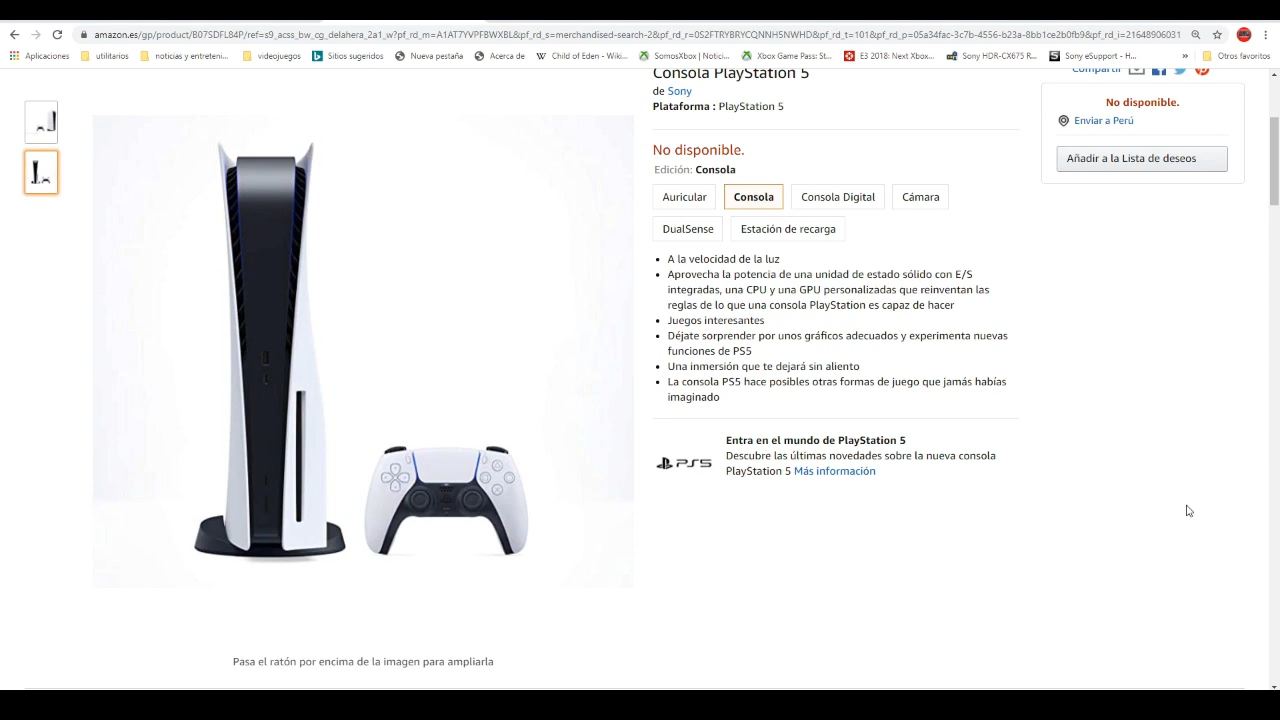 amazon.es/gp/product/B07SDFL84P/ref=s9_acss_bw_cg_delahera_2a1_w?pf_rd_m=A1AT7YVPFBWXBL&pf_rd_s=merchandised-search-2&pf_rd_r=0S2FTRYBRYCQNNH5NWHD&pf_rd_t=101&pf_rd_p=05a34fac-3c7b-4556-b23a-8bb1ce2b0fb9&pf_rd_i=21648906031
Aplicaciones utilitarios noticias y entreteni... videojuegos Sitios sugeridos Nueva pestaña Acerca de Child of Eden - Wiki... SomosXbox | Notici... Xbox Game Pass: St... E3 2018: Next Xbox... Sony HDR-CX675 R... Sony eSupport - H... » Otros favoritos
Consola PlayStation 5
de Sony
Plataforma : PlayStation 5
No disponible.
Edición: Consola
Auricular Consola Consola Digital Cámara
DualSense Estación de recarga
• A la velocidad de la luz
• Aprovecha la potencia de una unidad de estado sólido con E/S
integradas, una CPU y una GPU personalizadas que reinventan las
reglas de lo que una consola PlayStation es capaz de hacer
• Juegos interesantes
• Déjate sorprender por unos gráficos adecuados y experimenta nuevas
funciones de PS5
• Una inmersión que te dejará sin aliento
• La consola PS5 hace posibles otras formas de juego que jamás habías
imaginado
PS5
Entra en el mundo de PlayStation 5
Descubre las últimas novedades sobre la nueva consola
PlayStation 5 Más información
Compartir
No disponible.
Enviar a Perú
Añadir a la Lista de deseos
Pasa el ratón por encima de la imagen para ampliarla